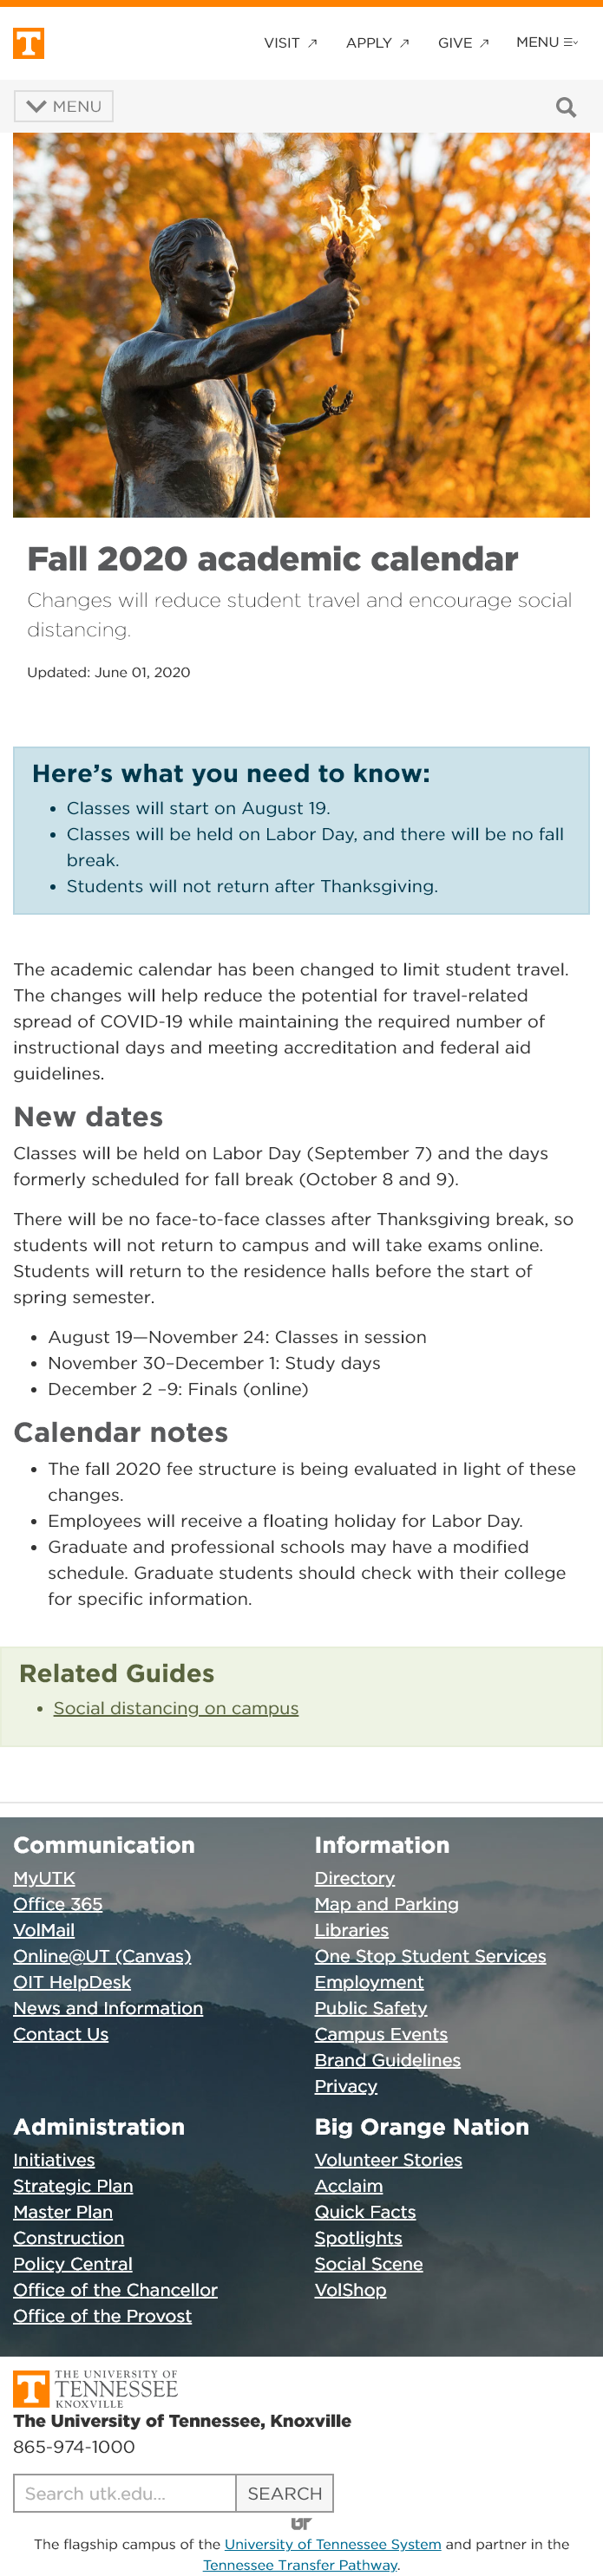 T
VISIT ↗ APPLY ↗ GIVE ↗ MENU
MENU
Fall 2020 academic calendar
Changes will reduce student travel and encourage social
distancing.
Updated: June 01, 2020
Here’s what you need to know:
• Classes will start on August 19.
• Classes will be held on Labor Day, and there will be no fall
break.
• Students will not return after Thanksgiving.
The academic calendar has been changed to limit student travel.
The changes will help reduce the potential for travel-related
spread of COVID-19 while maintaining the required number of
instructional days and meeting accreditation and federal aid
guidelines.
New dates
Classes will be held on Labor Day (September 7) and the days
formerly scheduled for fall break (October 8 and 9).
There will be no face-to-face classes after Thanksgiving break, so
students will not return to campus and will take exams online.
Students will return to the residence halls before the start of
spring semester.
• August 19—November 24: Classes in session
• November 30–December 1: Study days
• December 2 –9: Finals (online)
Calendar notes
• The fall 2020 fee structure is being evaluated in light of these
changes.
• Employees will receive a floating holiday for Labor Day.
• Graduate and professional schools may have a modified
schedule. Graduate students should check with their college
for specific information.
Related Guides
• Social distancing on campus
Communication
MyUTK
Office 365
VolMail
Online@UT (Canvas)
OIT HelpDesk
News and Information
Contact Us
Information
Directory
Map and Parking
Libraries
One Stop Student Services
Employment
Public Safety
Campus Events
Brand Guidelines
Privacy
Administration
Initiatives
Strategic Plan
Master Plan
Construction
Policy Central
Office of the Chancellor
Office of the Provost
Big Orange Nation
Volunteer Stories
Acclaim
Quick Facts
Spotlights
Social Scene
VolShop
T
THE UNIVERSITY OF
TENNESSEE
KNOXVILLE
The University of Tennessee, Knoxville
865-974-1000
Search utk.edu... SEARCH
UT
The flagship campus of the University of Tennessee System and partner in the
Tennessee Transfer Pathway.